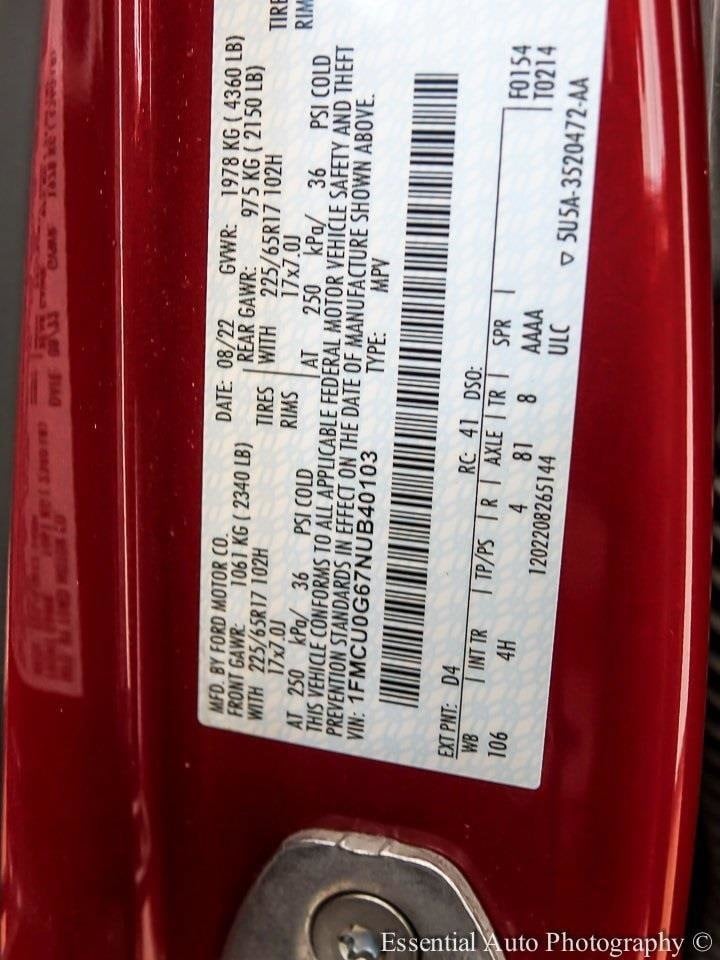 MFD. BY FORD MOTOR CO.
DATE: 08/22 GVWR: 1978 KG ( 4360 LB)
FRONT GAWR: 1061 KG ( 2340 LB)
REAR GAWR: 975 KG ( 2150 LB)
WITH 225/65R17 102H
TIRES
WITH 225/65R17 102H
TIRE
17x7.0J
RIMS
17x7.0J
RIM
AT 250 kPa/ 36 PSI COLD
AT 250 kPa/ 36 PSI COLD
THIS VEHICLE CONFORMS TO ALL APPLICABLE FEDERAL MOTOR VEHICLE SAFETY AND THEFT
PREVENTION STANDARDS IN EFFECT ON THE DATE OF MANUFACTURE SHOWN ABOVE.
VIN: 1FMCU0G67NUB40103
TYPE: MPV
EXT PNT: D4 RC: 41 DSO: F0154
WB | INT TR | TP/PS | R | AXLE | TR | SPR | T0214
106 4H 4 81 8 AAAA
1202208265144 ULC ▽ 5U5A-3520472-AA
Essential Auto Photography ©